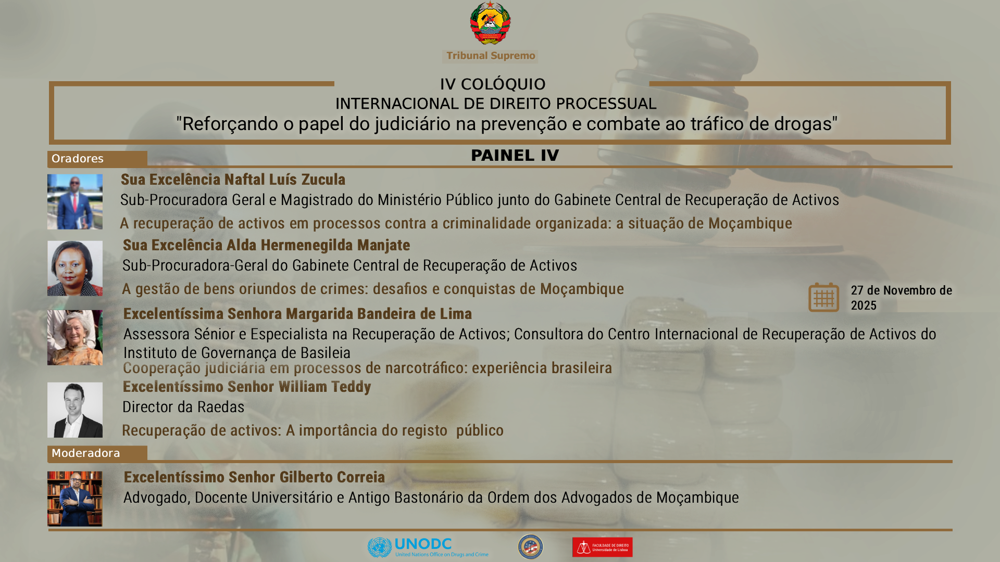 Tribunal Supremo
IV COLÓQUIO
INTERNACIONAL DE DIREITO PROCESSUAL
"Reforçando o papel do judiciário na prevenção e combate ao tráfico de drogas"
PAINEL IV
Oradores
Sua Excelência Naftal Luís Zucula
Sub-Procuradora Geral e Magistrado do Ministério Público junto do Gabinete Central de Recuperação de Activos
A recuperação de activos em processos contra a criminalidade organizada: a situação de Moçambique
Sua Excelência Alda Hermenegilda Manjate
Sub-Procuradora-Geral do Gabinete Central de Recuperação de Activos
A gestão de bens oriundos de crimes: desafios e conquistas de Moçambique
27 de Novembro de
2025
Excelentíssima Senhora Margarida Bandeira de Lima
Assessora Sénior e Especialista na Recuperação de Activos; Consultora do Centro Internacional de Recuperação de Activos do
Instituto de Governança de Basileia
Cooperação judiciária em processos de narcotráfico: experiência brasileira
Excelentíssimo Senhor William Teddy
Director da Raedas
Recuperação de activos: A importância do registo  público
Moderadora
Excelentíssimo Senhor Gilberto Correia
Advogado, Docente Universitário e Antigo Bastonário da Ordem dos Advogados de Moçambique
UNODC
United Nations Office on Drugs and Crime
FACULDADE DE DIREITO
Universidade de Lisboa